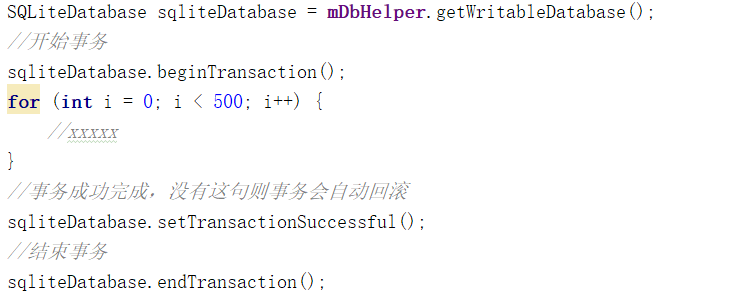 SQLiteDatabase sqliteDatabase = mDbHelper.getWritableDatabase();
//开始事务
sqliteDatabase.beginTransaction();
for (int i = 0; i < 500; i++) {
    //xxxxx
}
//事务成功完成，没有这句则事务会自动回滚
sqliteDatabase.setTransactionSuccessful();
//结束事务
sqliteDatabase.endTransaction();